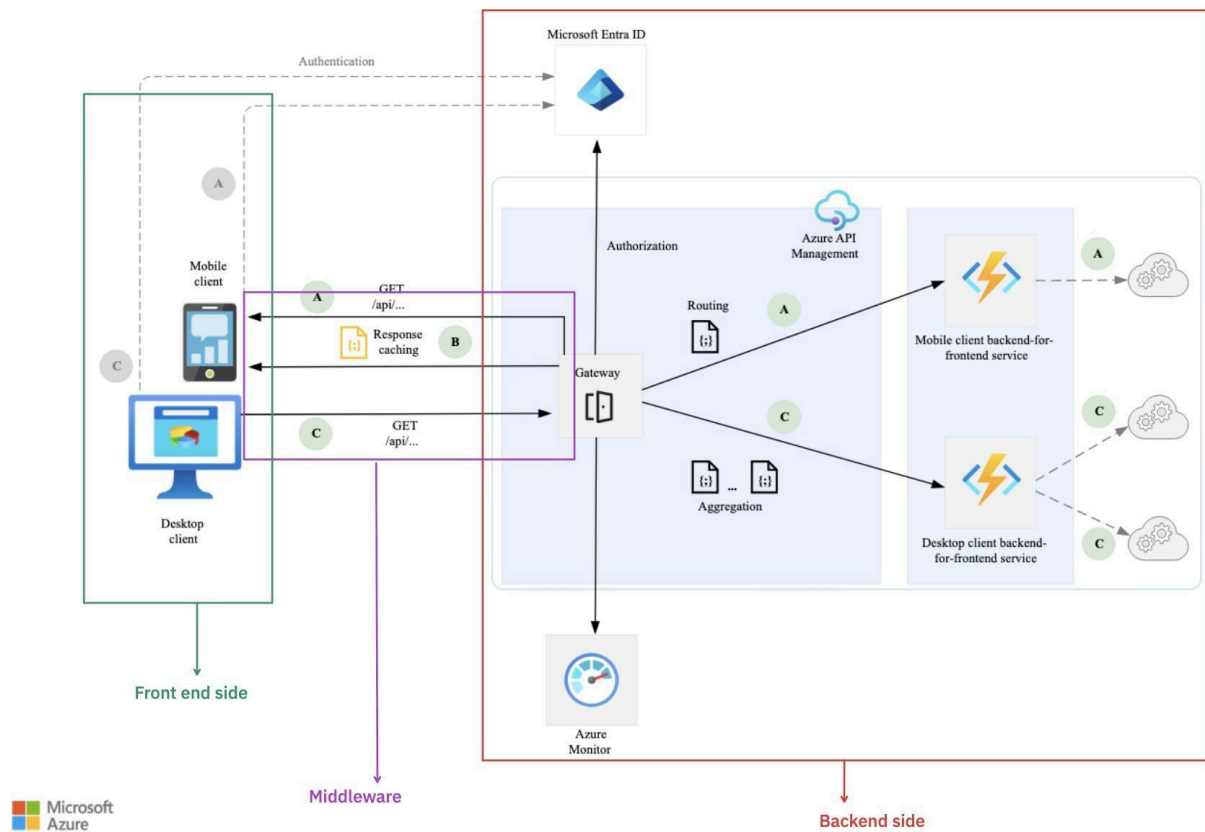 Microsoft Entra ID
Authentication
A
Authorization
Azure API
Management
Mobile
client
A
GET
/api/...
Response
caching
B
C
C
GET
/api/...
Desktop
client
Gateway
Routing
A
C
Aggregation
...
Mobile client backend-for-
frontend service
A
Desktop client backend-
for-frontend service
C
C
Azure
Monitor
Front end side
Middleware
Backend side
Microsoft
Azure